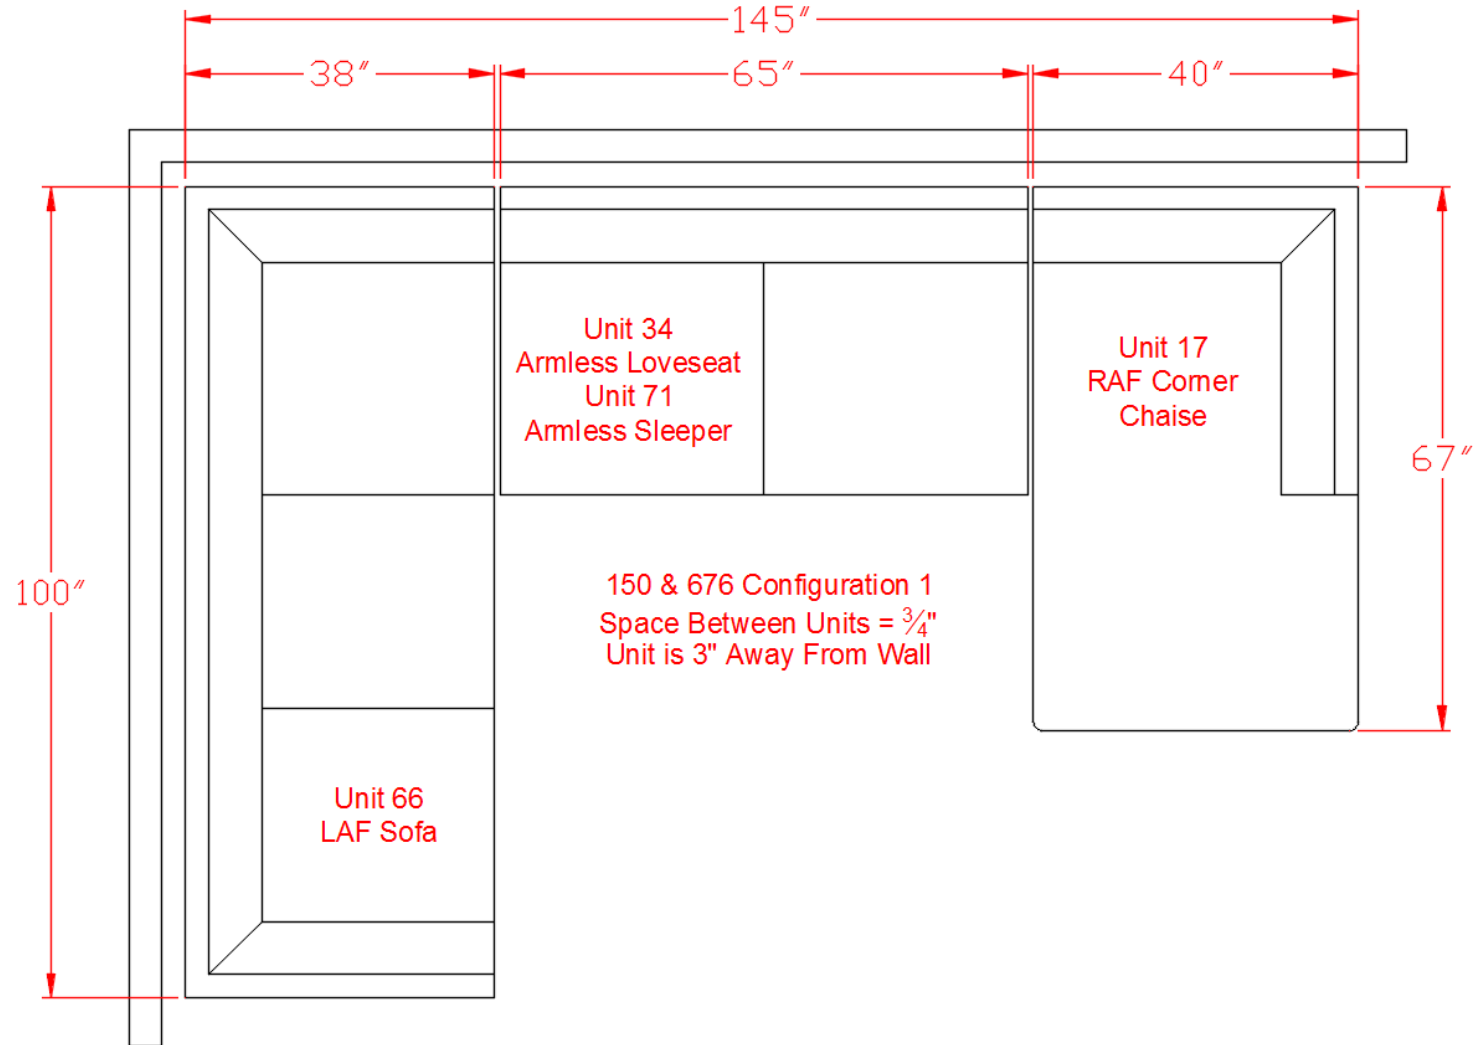 145″
38″
65″
40″
Unit 34
Armless Loveseat
Unit 71
Armless Sleeper
Unit 17
RAF Corner
Chaise
67″
100″
150 & 676 Configuration 1
Space Between Units = ¾"
Unit is 3" Away From Wall
Unit 66
LAF Sofa